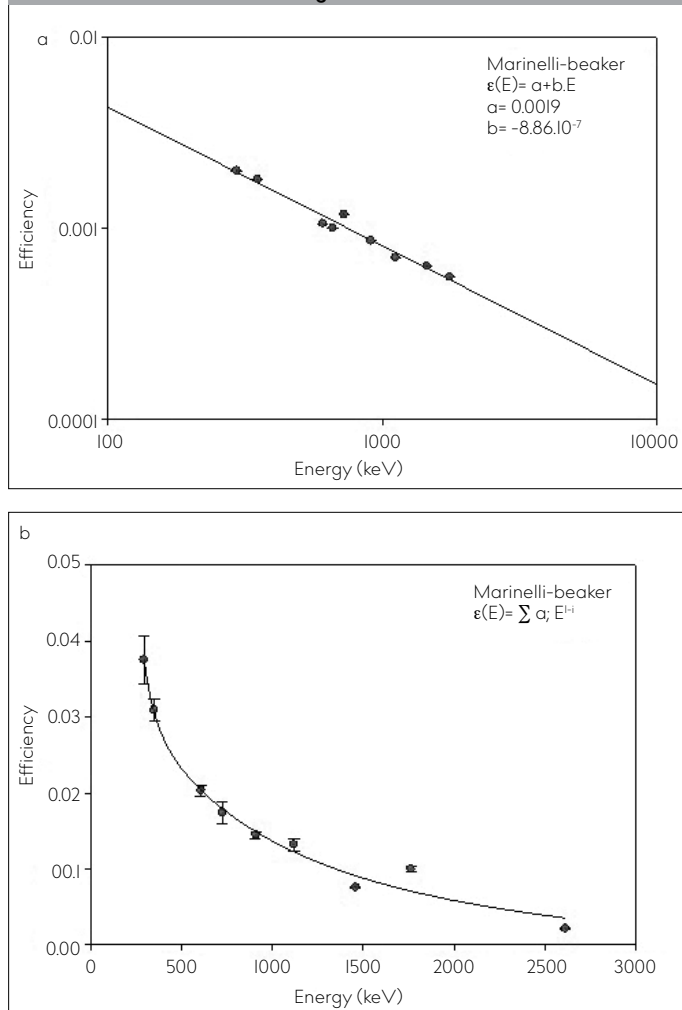 a
0.01
Marinelli-beaker
ε(E)= a+b.E
a= 0.0019
b= -8.86.10⁻⁷
Efficiency
0.001
0.0001
100
1000
10000
Energy (keV)
b
0.05
Marinelli-beaker
ε(E)= ∑ a; E^I-i
0.04
0.03
Efficiency
0.02
00.1
0.00
0
500
1000
1500
2000
2500
3000
Energy (keV)